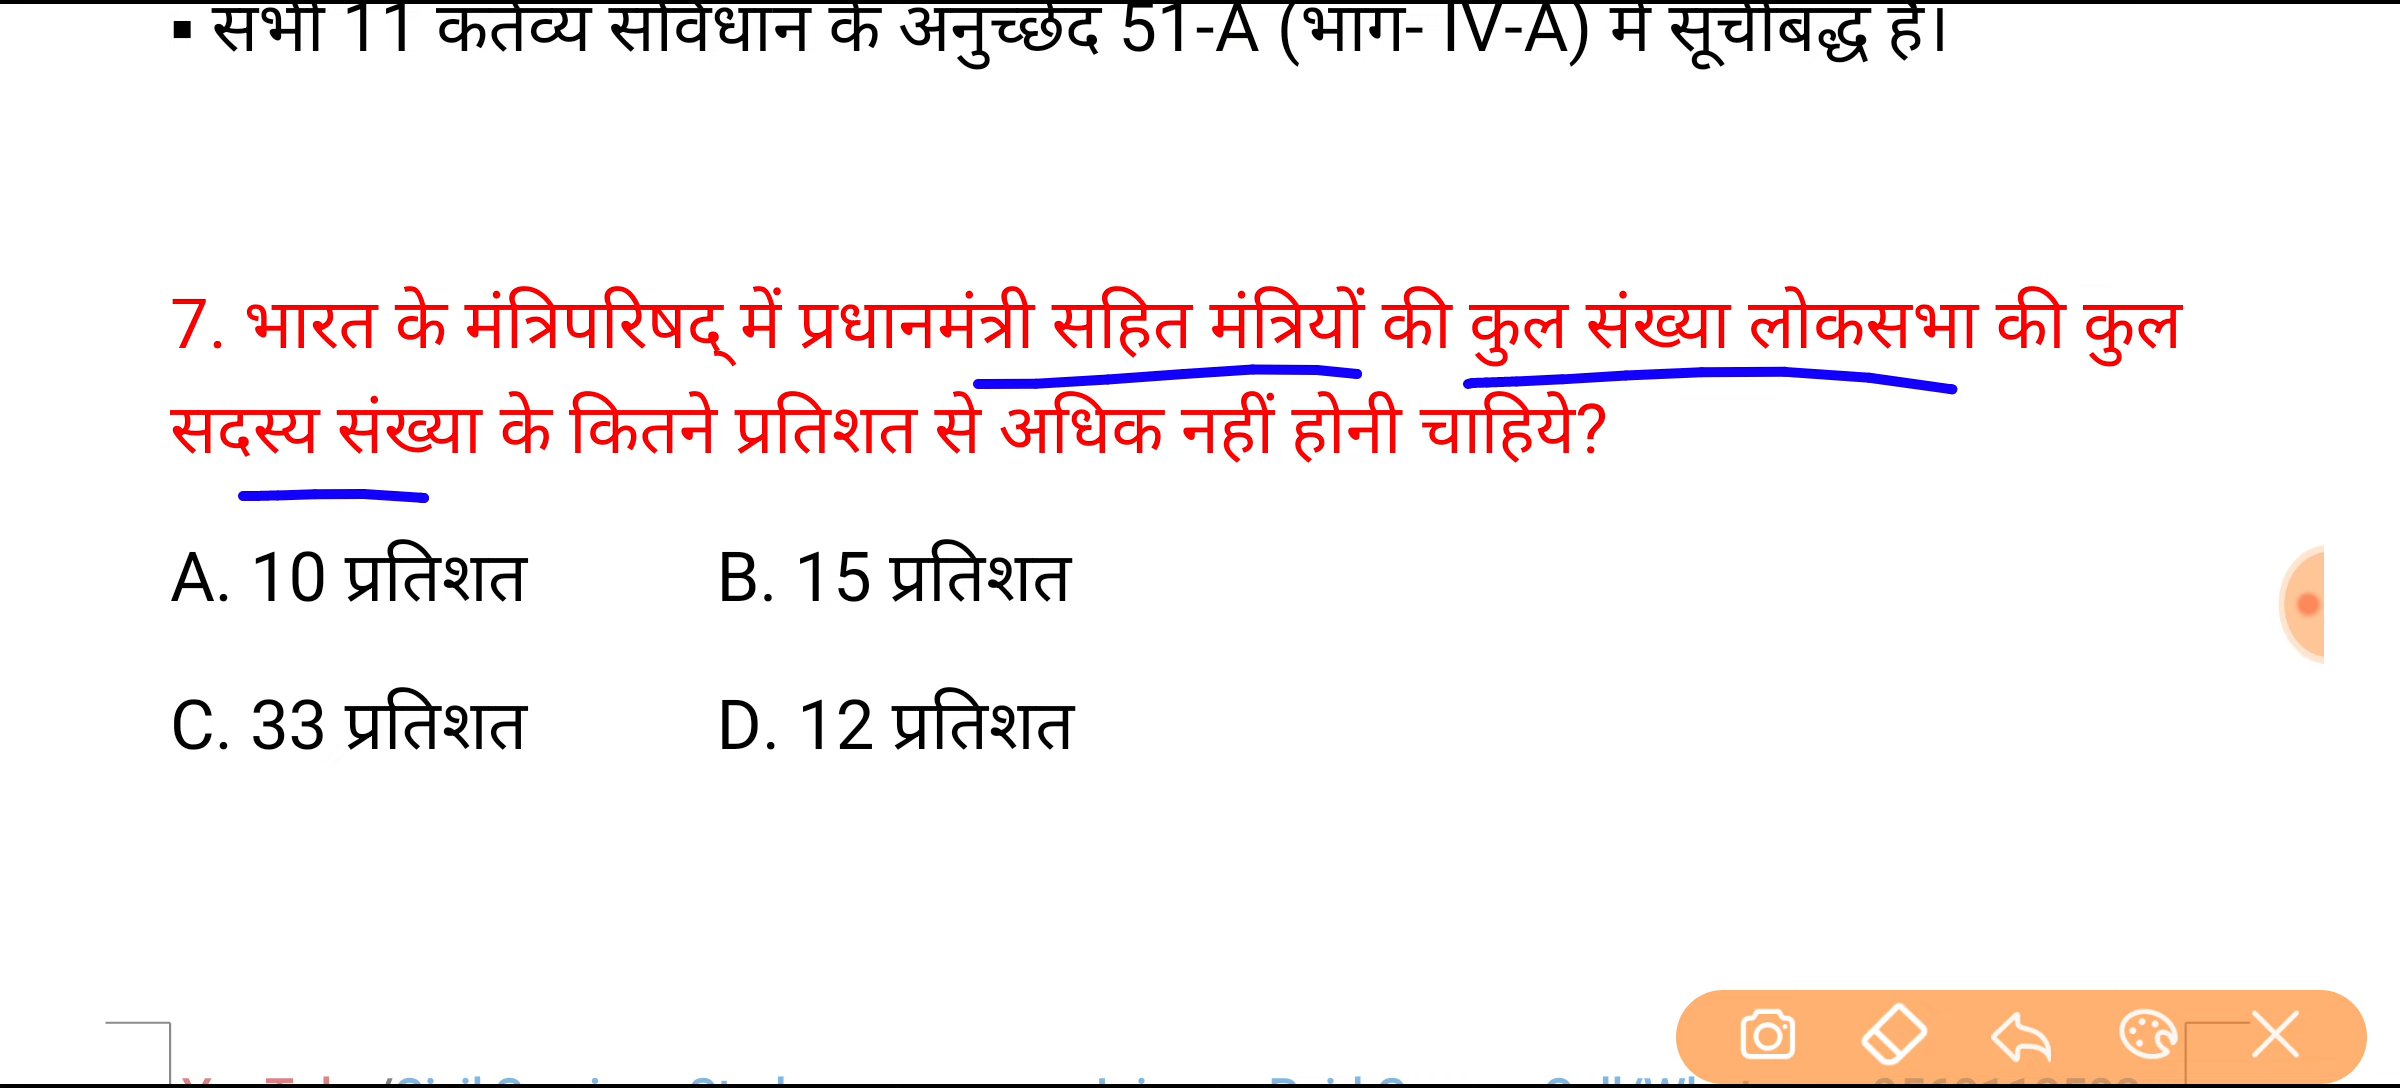 ▪ सभी 11 कर्तव्य संविधान के अनुच्छेद 51-A (भाग- IV-A) में सूचीबद्ध हैं।
7. भारत के मंत्रिपरिषद् में प्रधानमंत्री सहित मंत्रियों की कुल संख्या लोकसभा की कुल
सदस्य संख्या के कितने प्रतिशत से अधिक नहीं होनी चाहिये?
A. 10 प्रतिशत B. 15 प्रतिशत
C. 33 प्रतिशत D. 12 प्रतिशत